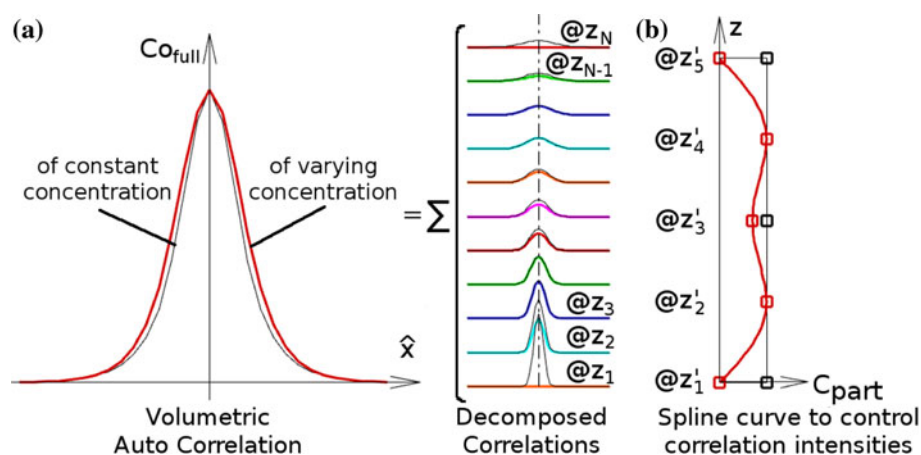 (a)
Co_full
of constant
concentration
of varying
concentration
x̂
Volumetric
Auto Correlation
= Σ
@z_N
@z_N-1
@z_3
@z_2
@z_1
Decomposed
Correlations
(b)
z
@z'_5
@z'_4
@z'_3
@z'_2
@z'_1
C_part
Spline curve to control
correlation intensities